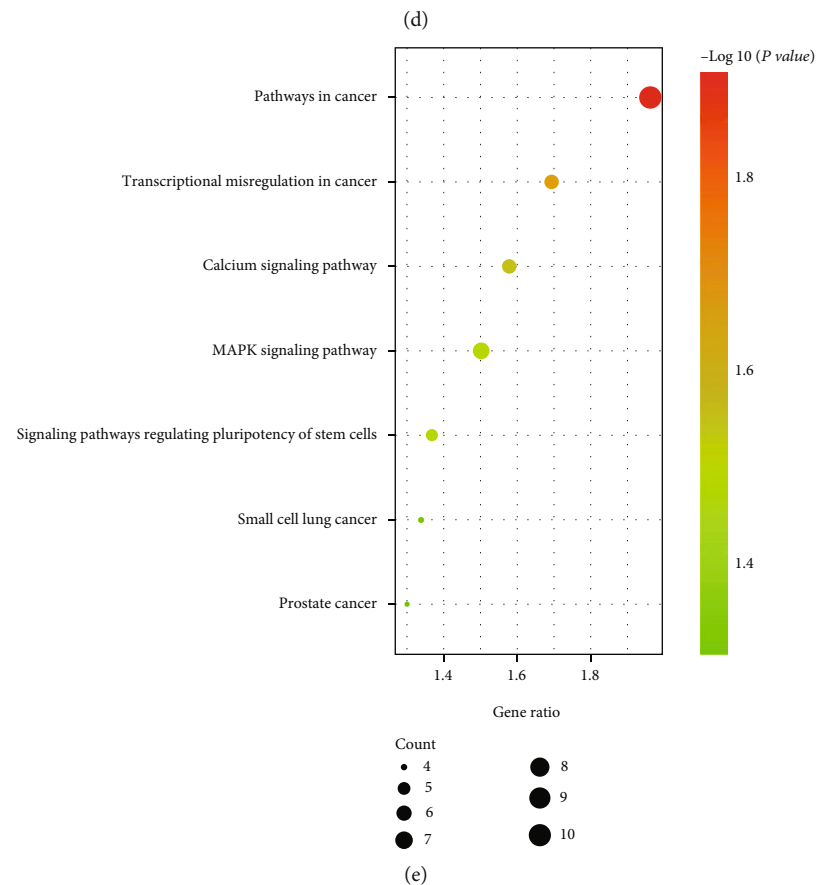 (d)
–Log 10 (P value)
Pathways in cancer
Transcriptional misregulation in cancer
Calcium signaling pathway
MAPK signaling pathway
Signaling pathways regulating pluripotency of stem cells
Small cell lung cancer
Prostate cancer
1.8
1.6
1.4
1.4 1.6 1.8
Gene ratio
Count
4 8
5 9
6 10
7
(e)